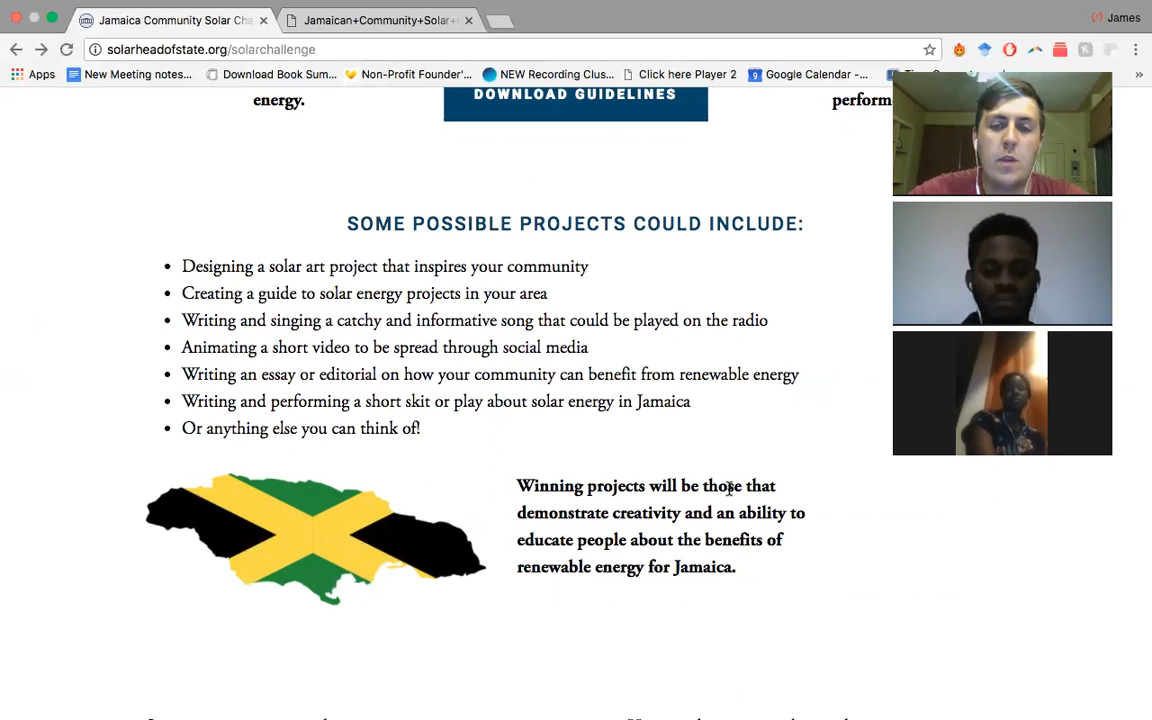 Jamaica Community Solar Cha
Jamaican+Community+Solar+
James
solarheadofstate.org/solarchallenge
Apps
New Meeting notes...
Download Book Sum...
Non-Profit Founder'...
NEW Recording Clus...
Click here Player 2
Google Calendar -...
energy.
DOWNLOAD GUIDELINES
perform
SOME POSSIBLE PROJECTS COULD INCLUDE:
• Designing a solar art project that inspires your community
• Creating a guide to solar energy projects in your area
• Writing and singing a catchy and informative song that could be played on the radio
• Animating a short video to be spread through social media
• Writing an essay or editorial on how your community can benefit from renewable energy
• Writing and performing a short skit or play about solar energy in Jamaica
• Or anything else you can think of!
Winning projects will be those that
demonstrate creativity and an ability to
educate people about the benefits of
renewable energy for Jamaica.